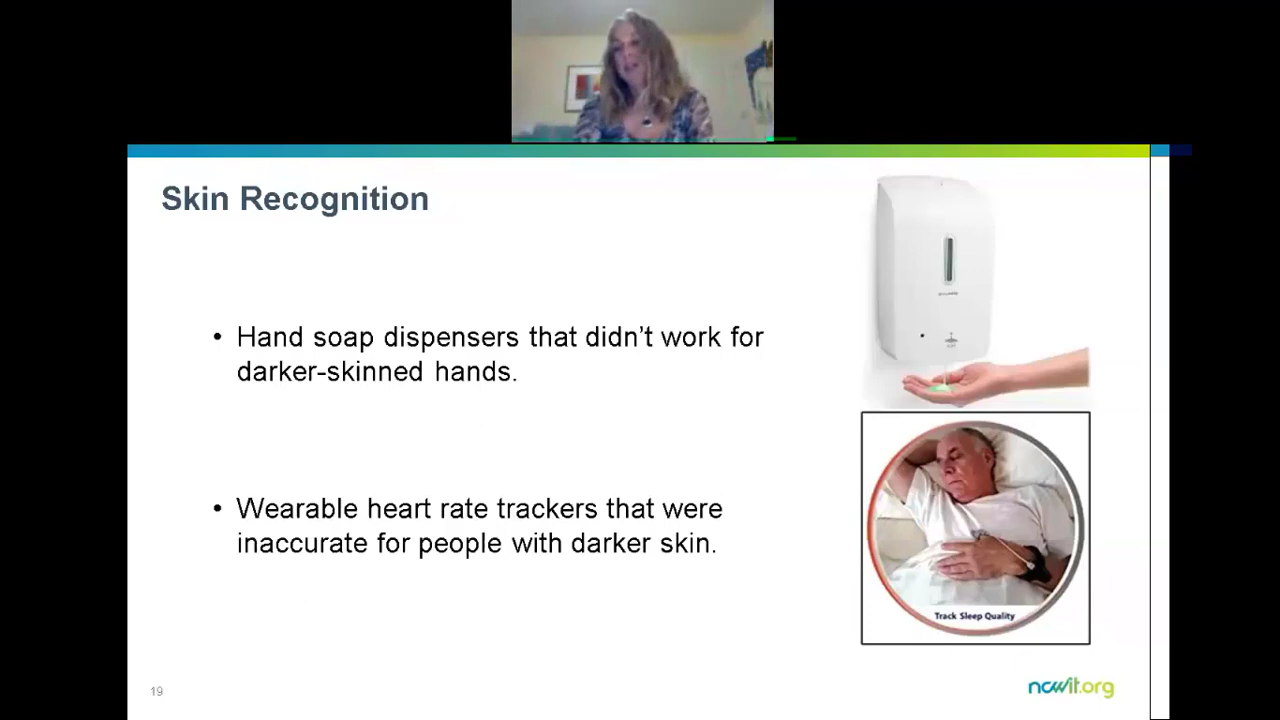 Skin Recognition
• Hand soap dispensers that didn’t work for
darker-skinned hands.
• Wearable heart rate trackers that were
inaccurate for people with darker skin.
Track Sleep Quality
19
ncwit.org